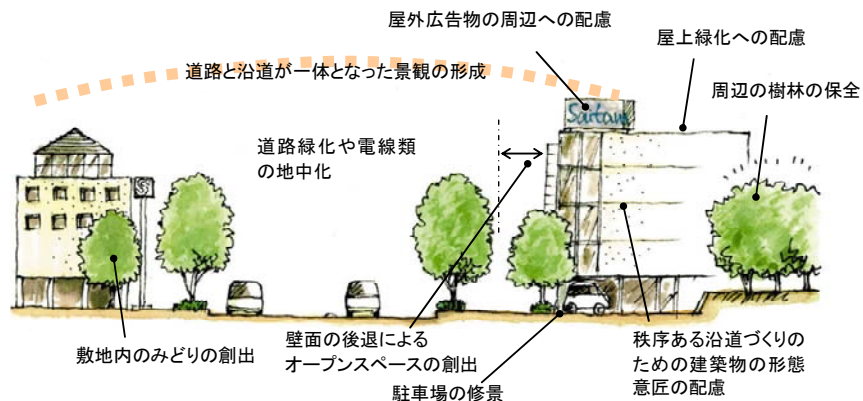 屋外広告物の周辺への配慮
屋上緑化への配慮
道路と沿道が一体となった景観の形成
周辺の樹林の保全
Saitama
道路緑化や電線類
の地中化
敷地内のみどりの創出
壁面の後退による
オープンスペースの創出
駐車場の修景
秩序ある沿道づくりの
ための建築物の形態
意匠の配慮